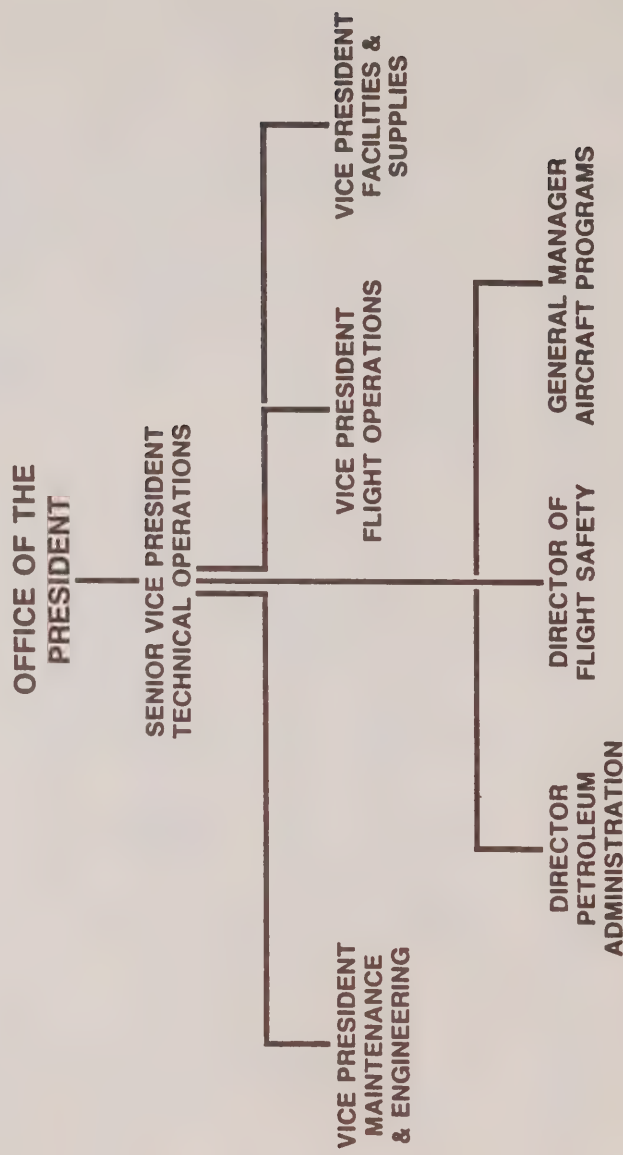 OFFICE OF THE
PRESIDENT
SENIOR VICE PRESIDENT
TECHNICAL OPERATIONS
VICE PRESIDENT
MAINTENANCE
& ENGINEERING
VICE PRESIDENT
FLIGHT OPERATIONS
VICE PRESIDENT
FACILITIES &
SUPPLIES
DIRECTOR
PETROLEUM
ADMINISTRATION
DIRECTOR OF
FLIGHT SAFETY
GENERAL MANAGER
AIRCRAFT PROGRAMS